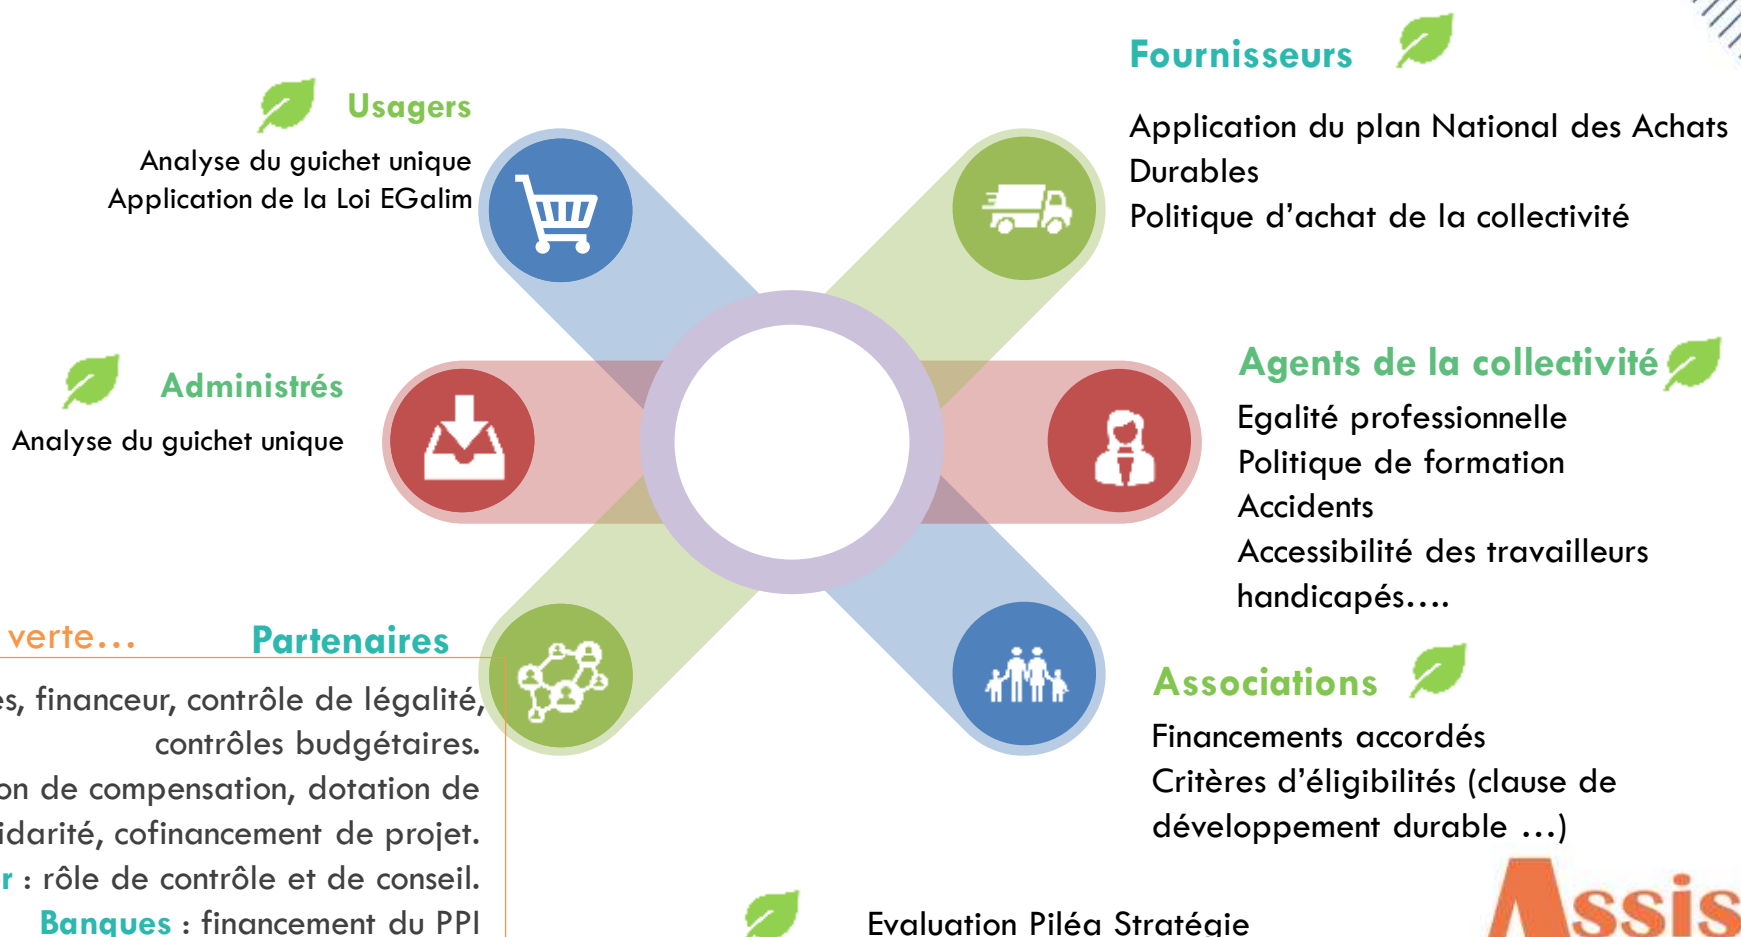 Fournisseurs
Application du plan National des Achats
Durables
Politique d’achat de la collectivité
Usagers
Analyse du guichet unique
Application de la Loi EGalim
Administrés
Analyse du guichet unique
Agents de la collectivité
Egalité professionnelle
Politique de formation
Accidents
Accessibilité des travailleurs
handicapés….
verte…
Partenaires
financeur, contrôle de légalité,
contrôles budgétaires.
de compensation, dotation de
cofinancement de projet.
: rôle de contrôle et de conseil.
Banques : financement du PPI
Associations
Financements accordés
Critères d’éligibilités (clause de
développement durable …)
Evaluation Piléa Stratégie
Assis